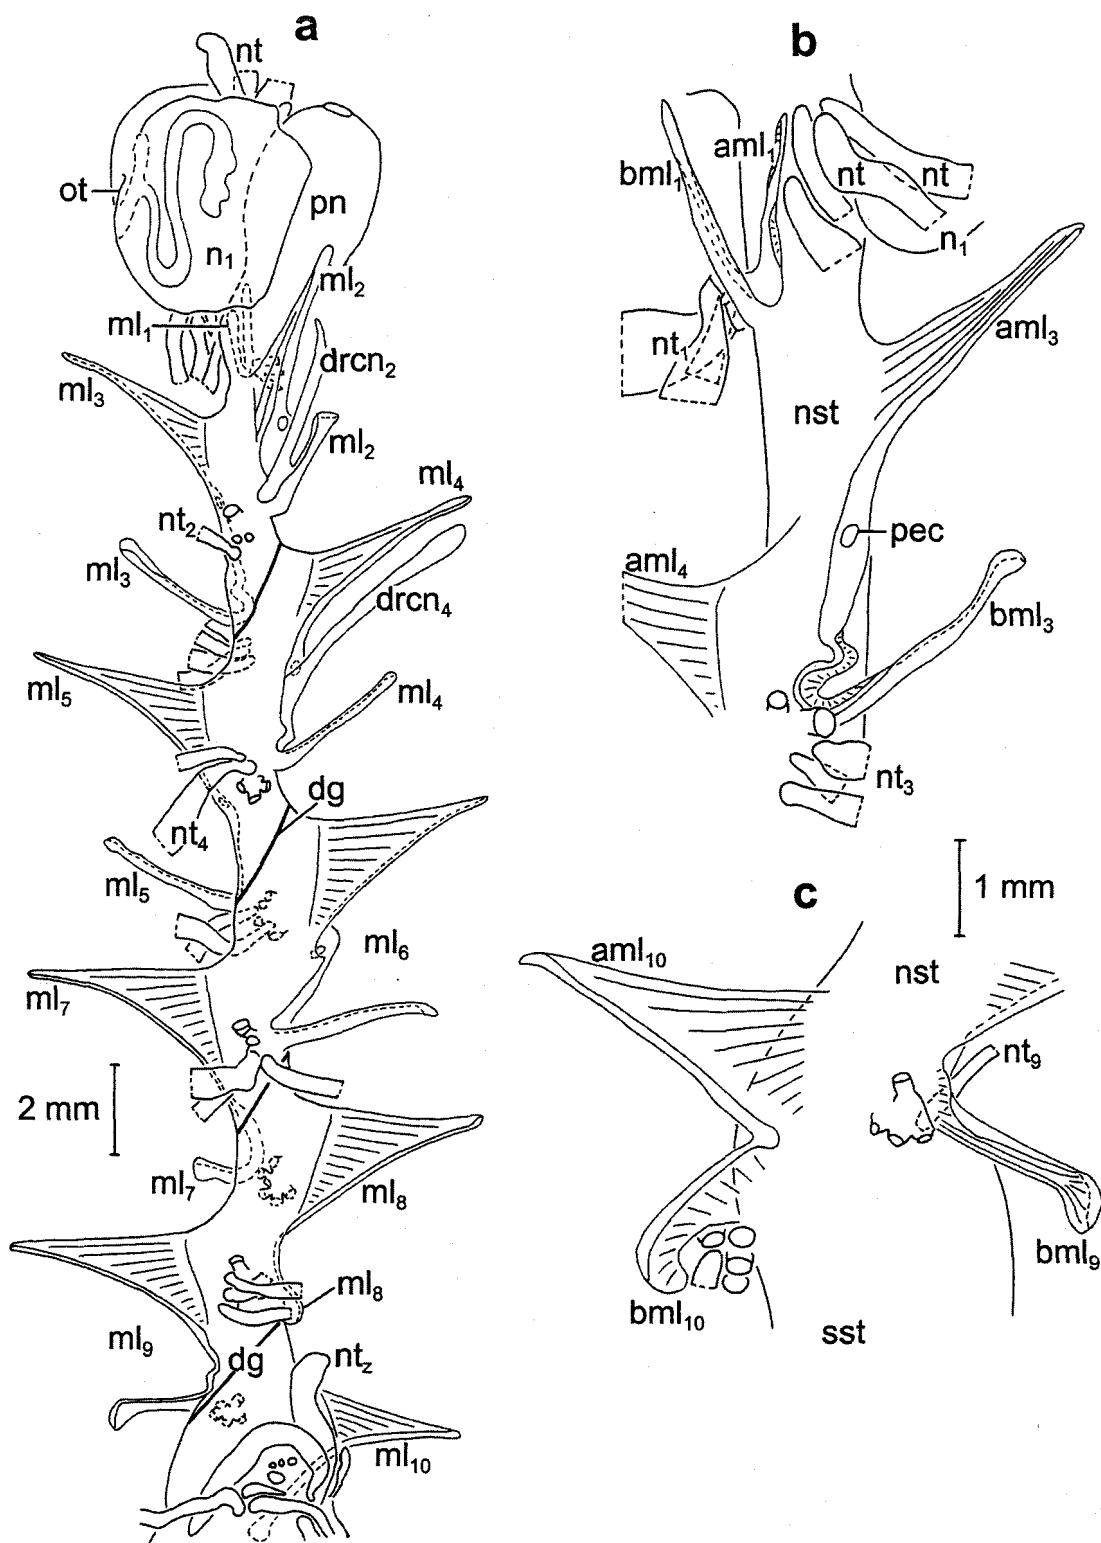 a
nt
ot
pn
n₁
ml₂
ml₁
drcn₂
ml₃
ml₂
ml₄
nt₂
ml₃
drcn₄
ml₅
ml₄
dg
nt₄
ml₅
ml₆
ml₇
2 mm
ml₇
ml₈
ml₈
ml₉
dg
nt_z
ml₁₀
b
aml₁
bml₁
nt
nt
n₁
aml₃
nt₁
nst
pec
aml₄
bml₃
nt₃
1 mm
c
aml₁₀
nst
nt₉
bml₉
bml₁₀
sst